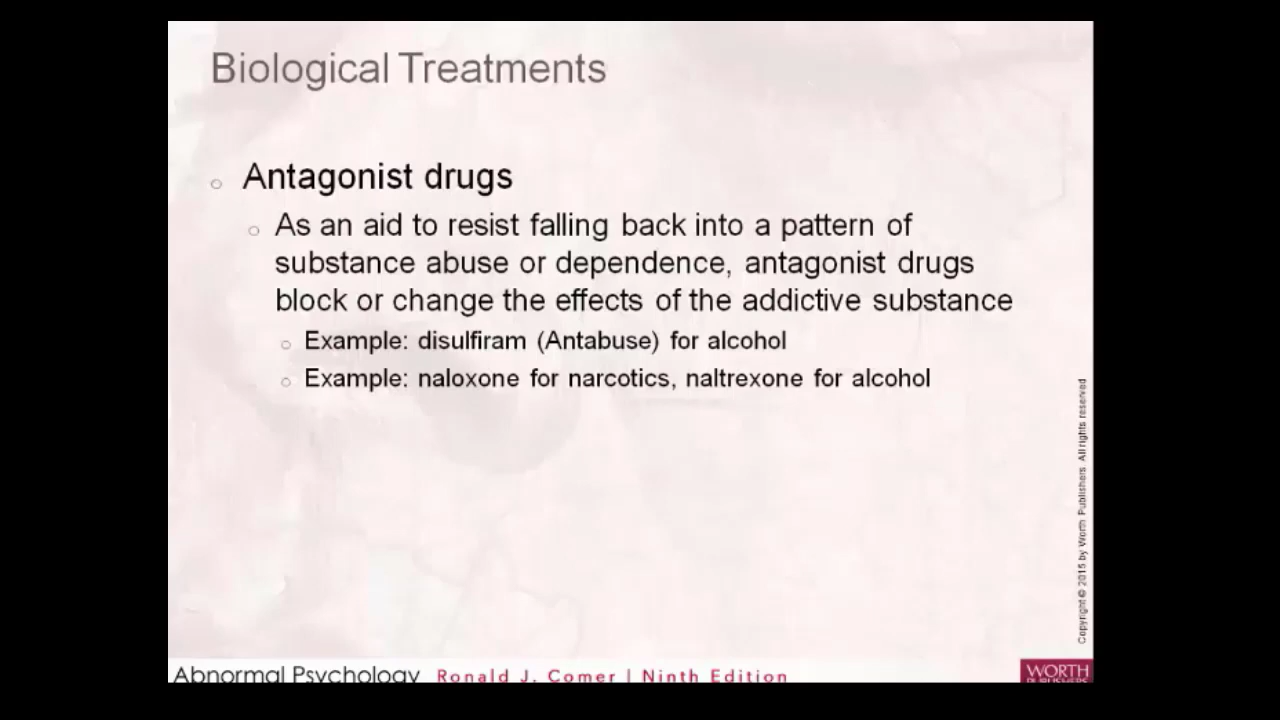 Biological Treatments
Antagonist drugs
As an aid to resist falling back into a pattern of
substance abuse or dependence, antagonist drugs
block or change the effects of the addictive substance
Example: disulfiram (Antabuse) for alcohol
Example: naloxone for narcotics, naltrexone for alcohol
Copyright © 2015 by Worth Publishers. All rights reserved
Abnormal Psychology Ronald J. Comer | Ninth Edition
WORTH
PUBLISHERS